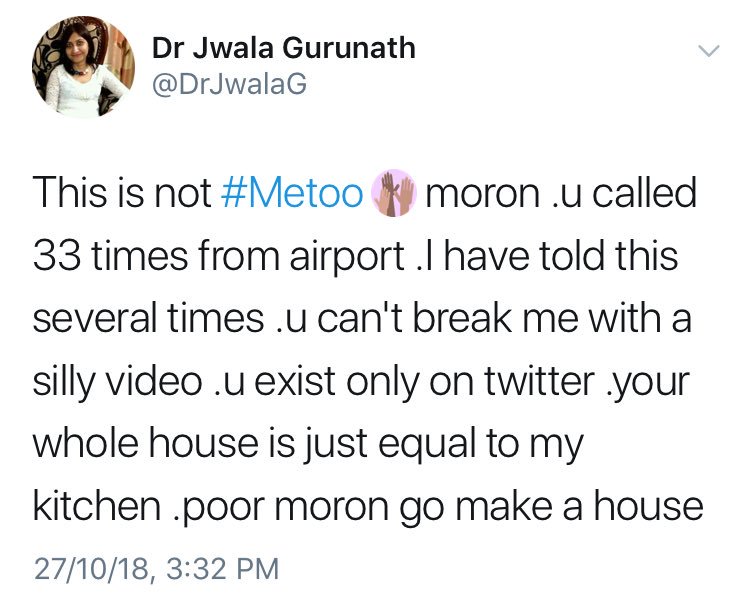 Dr Jwala Gurunath
@DrJwalaG
This is not #Metoo moron .u called
33 times from airport .I have told this
several times .u can't break me with a
silly video .u exist only on twitter .your
whole house is just equal to my
kitchen .poor moron go make a house
27/10/18, 3:32 PM